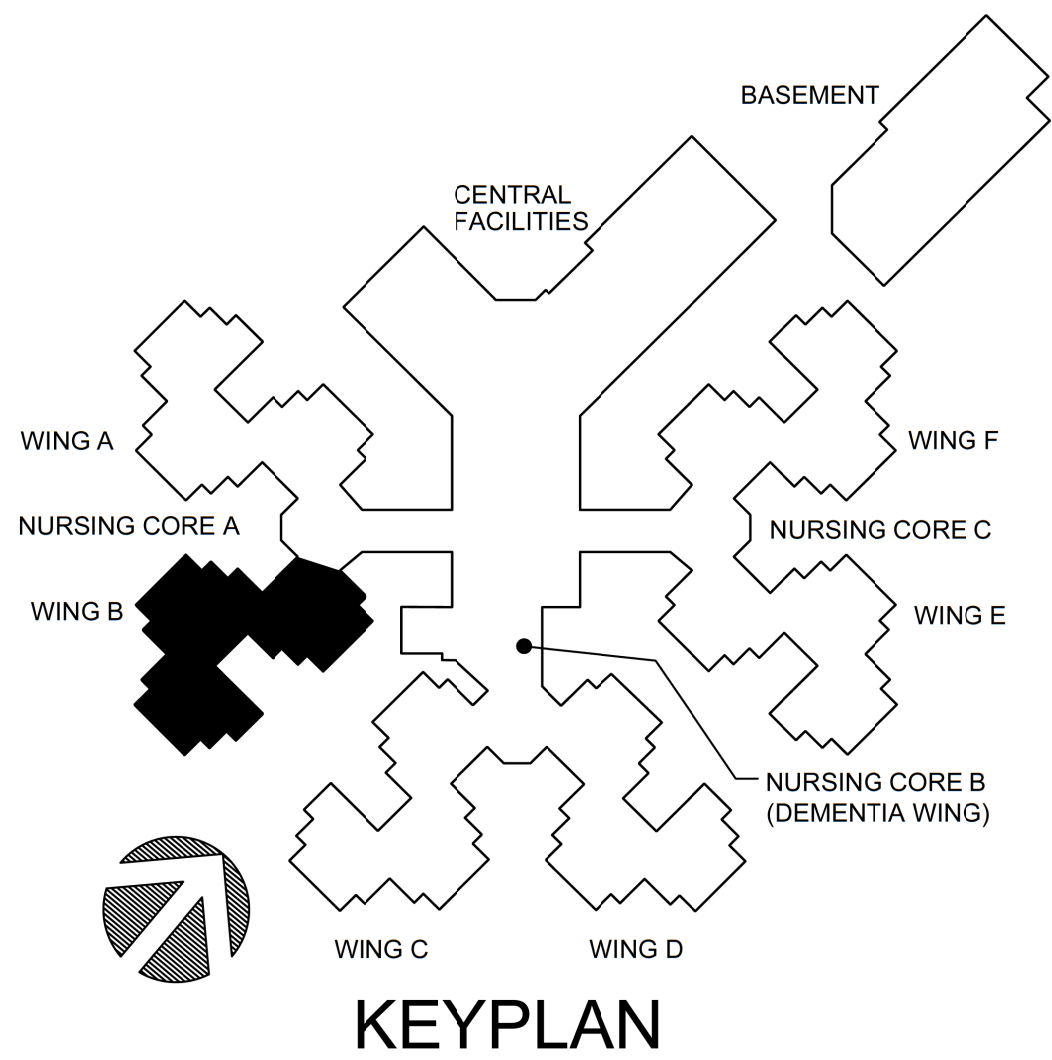 BASEMENT
CENTRAL
FACILITIES
WING A
WING F
NURSING CORE A
NURSING CORE C
WING B
WING E
NURSING CORE B
(DEMENTIA WING)
WING C
WING D
KEYPLAN